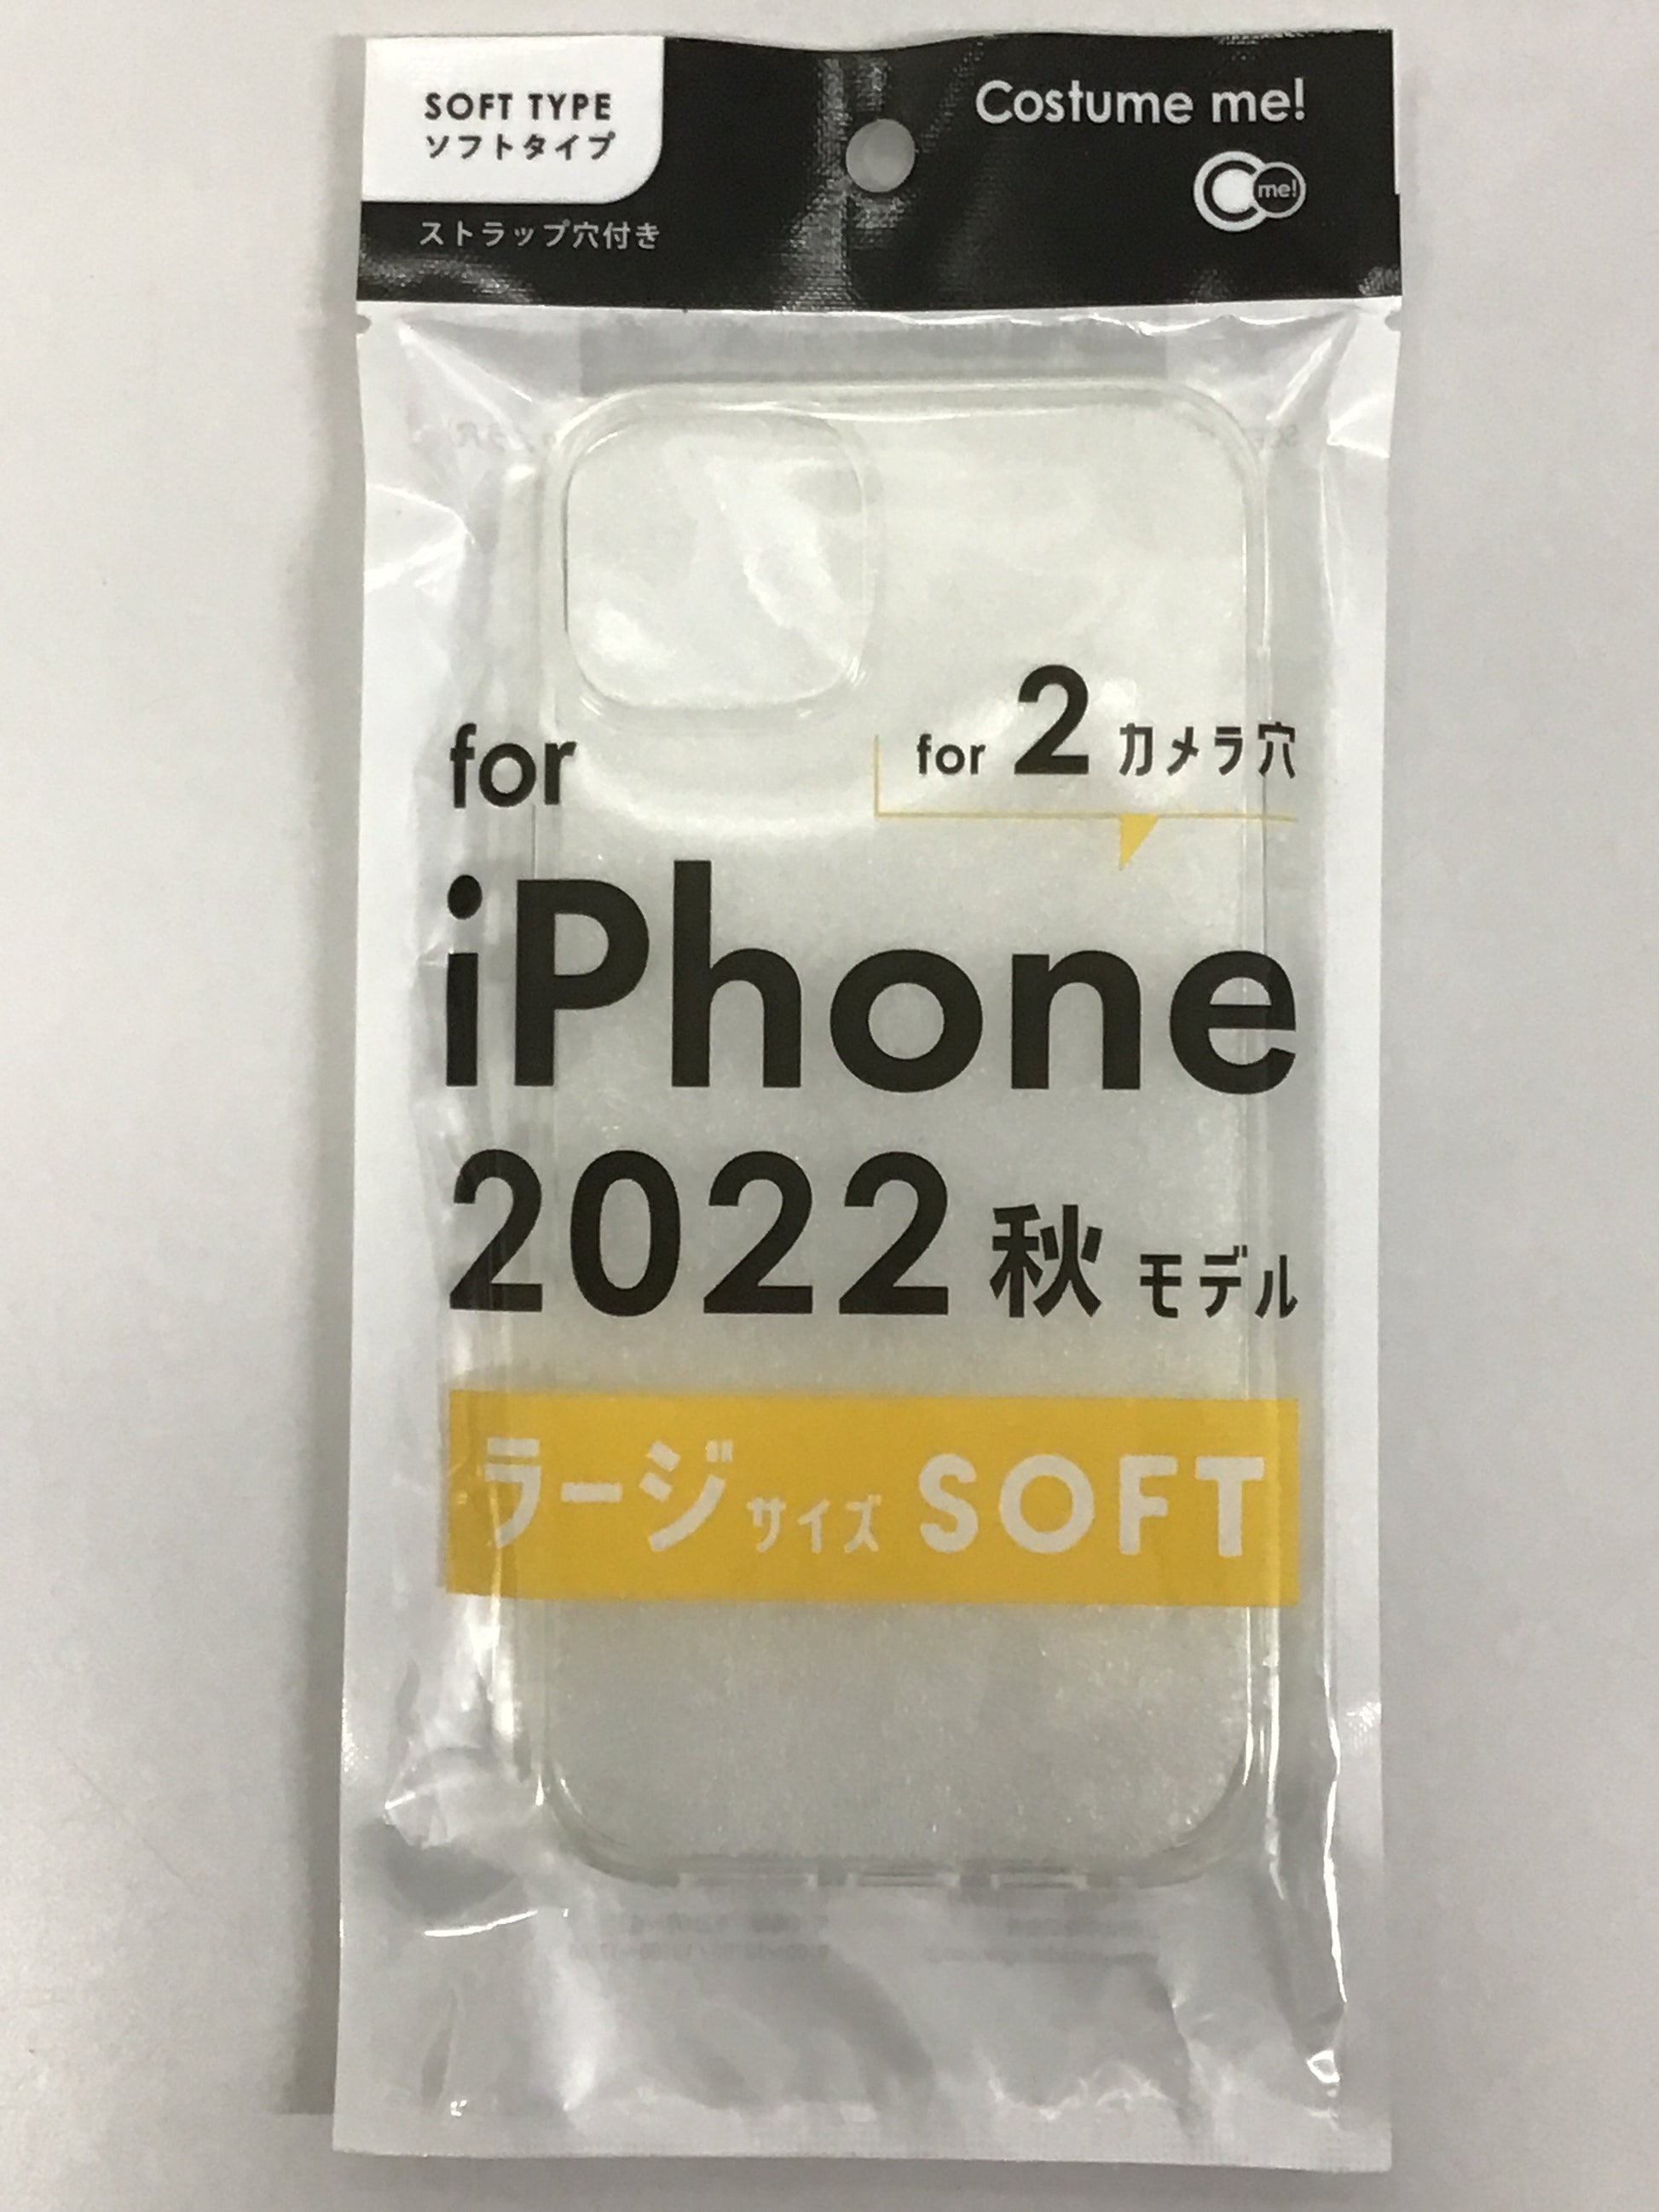 SOFT TYPE
ソフトタイプ
ストラップ穴付き
Costume me!
C me!
for
for 2 カメラ穴
iPhone
2022 秋 モデル
ラージサイズ SOFT